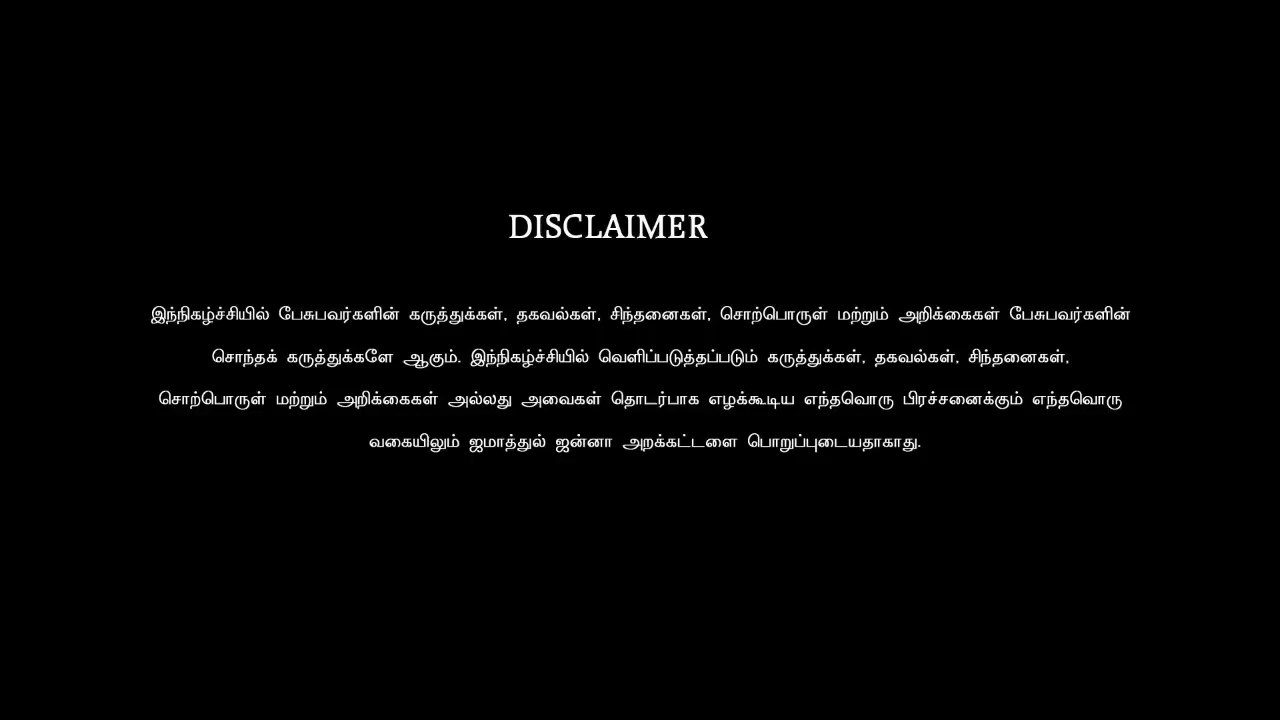 DISCLAIMER
இந்நிகழ்ச்சியில் பேசுபவர்களின் கருத்துக்கள், தகவல்கள், சிந்தனைகள், சொற்பொருள் மற்றும் அறிக்கைகள் பேசுபவர்களின்
சொந்தக் கருத்துக்களே ஆகும். இந்நிகழ்ச்சியில் வெளிப்படுத்தப்படும் கருத்துக்கள், தகவல்கள், சிந்தனைகள்,
சொற்பொருள் மற்றும் அறிக்கைகள் அல்லது அவைகள் தொடர்பாக எழக்கூடிய எந்தவொரு பிரச்சனைக்கும் எந்தவொரு
வகையிலும் ஜமாத்துல் ஜன்னா அறக்கட்டளை பொறுப்புடையதாகாது.